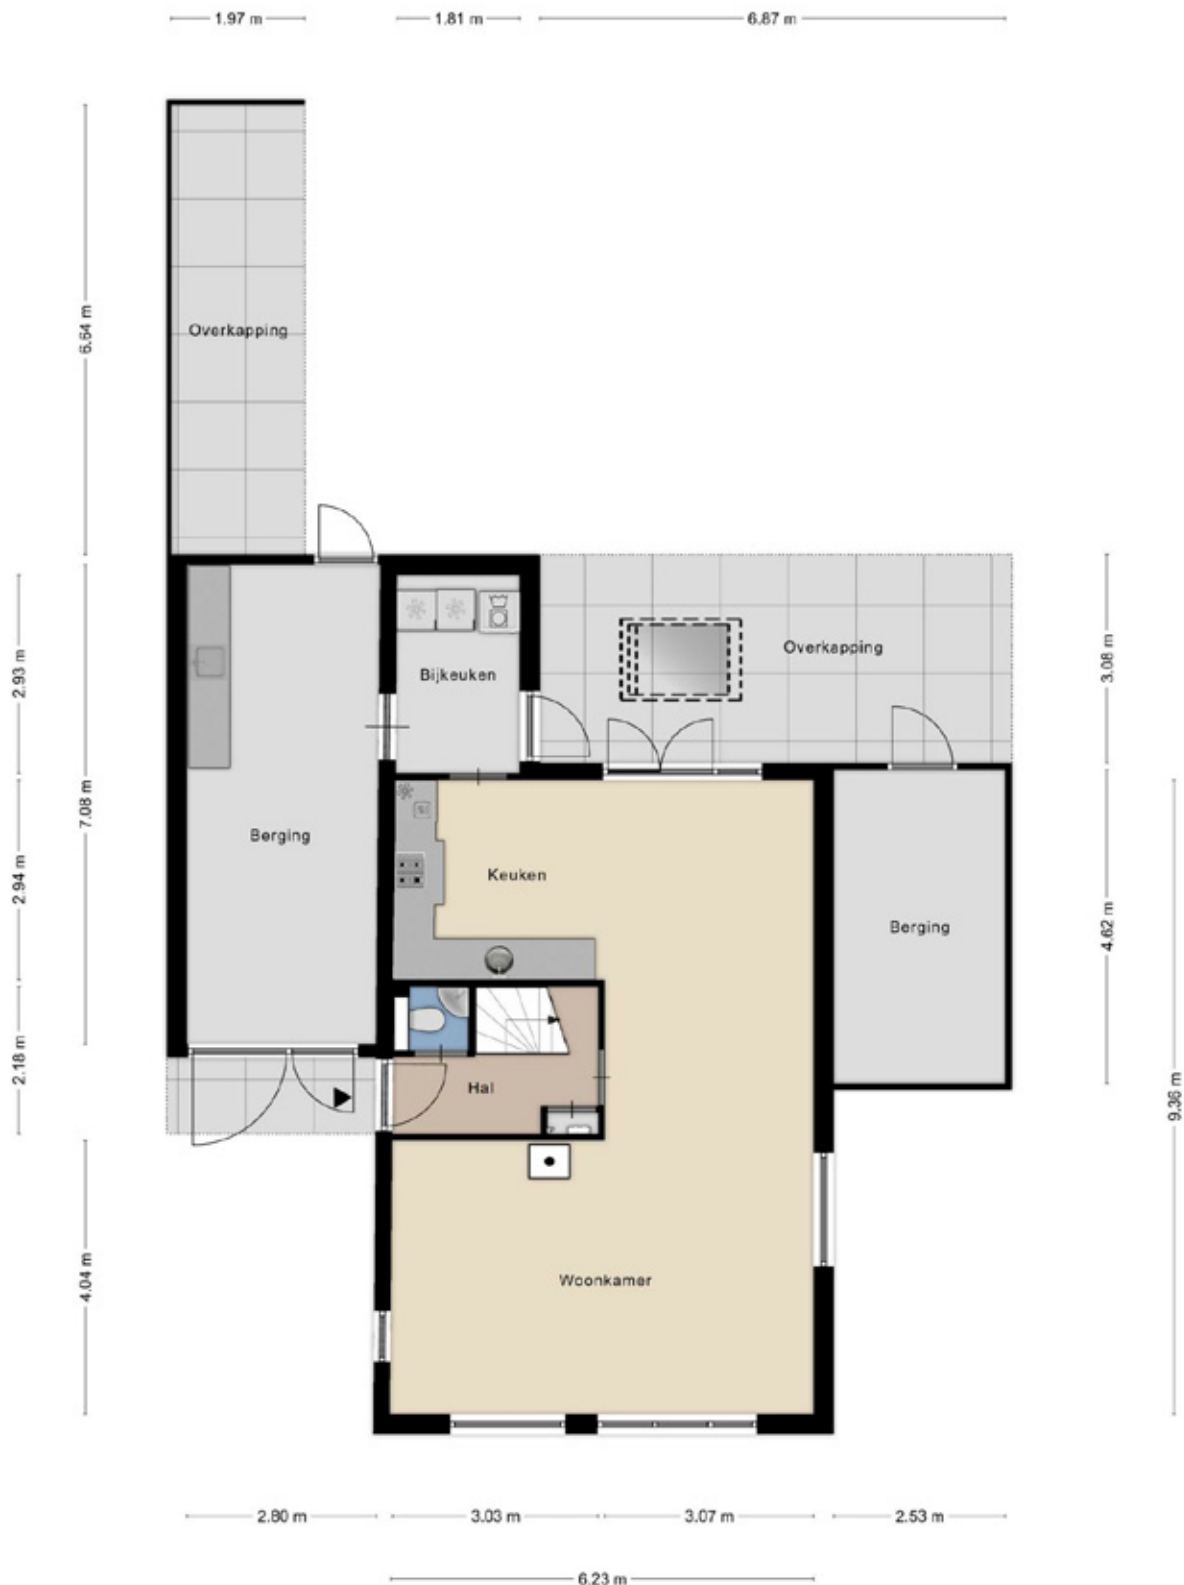 1.97 m
1.81 m
6.87 m
6.64 m
Overkapping
2.93 m
Bijkeuken
Overkapping
3.08 m
7.08 m
Berging
2.94 m
Keuken
Berging
4.62 m
2.18 m
Hal
9.36 m
4.04 m
Woonkamer
2.80 m
3.03 m
3.07 m
2.53 m
6.23 m